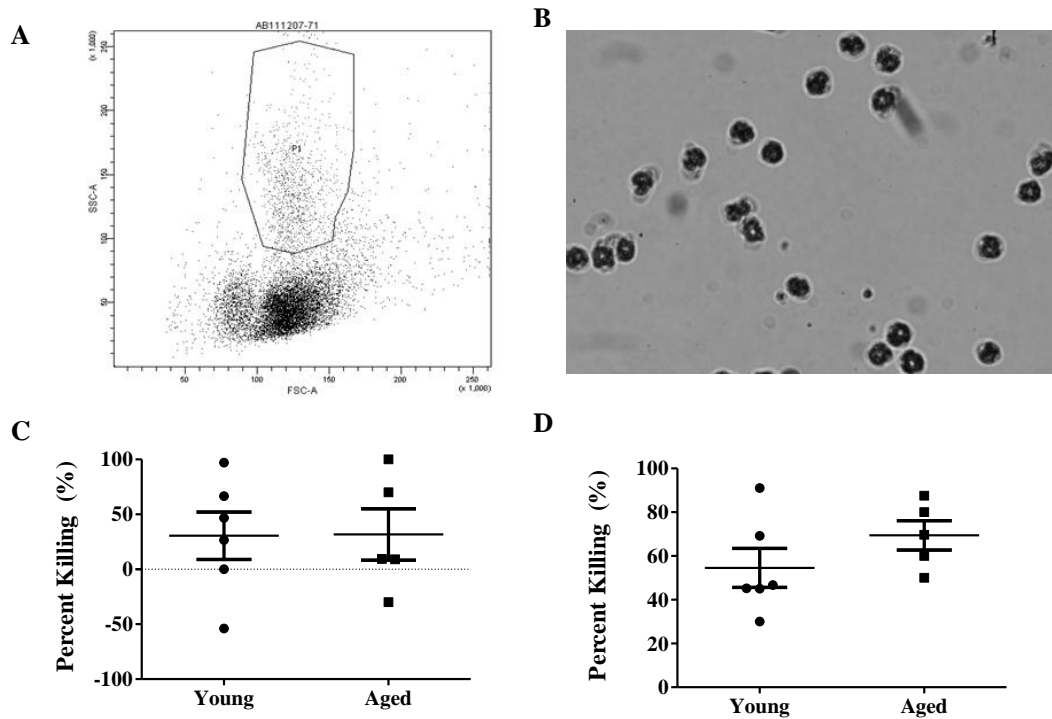 A
AB111207-71
(x 1,000)
250
200
150
100
50
SSC-A
P1
50 100 150 200 250
FSC-A
(x 1,000)
B
C
Percent Killing (%)
100
50
0
-50
-100
Young Aged
D
Percent Killing (%)
100
80
60
40
20
0
Young Aged